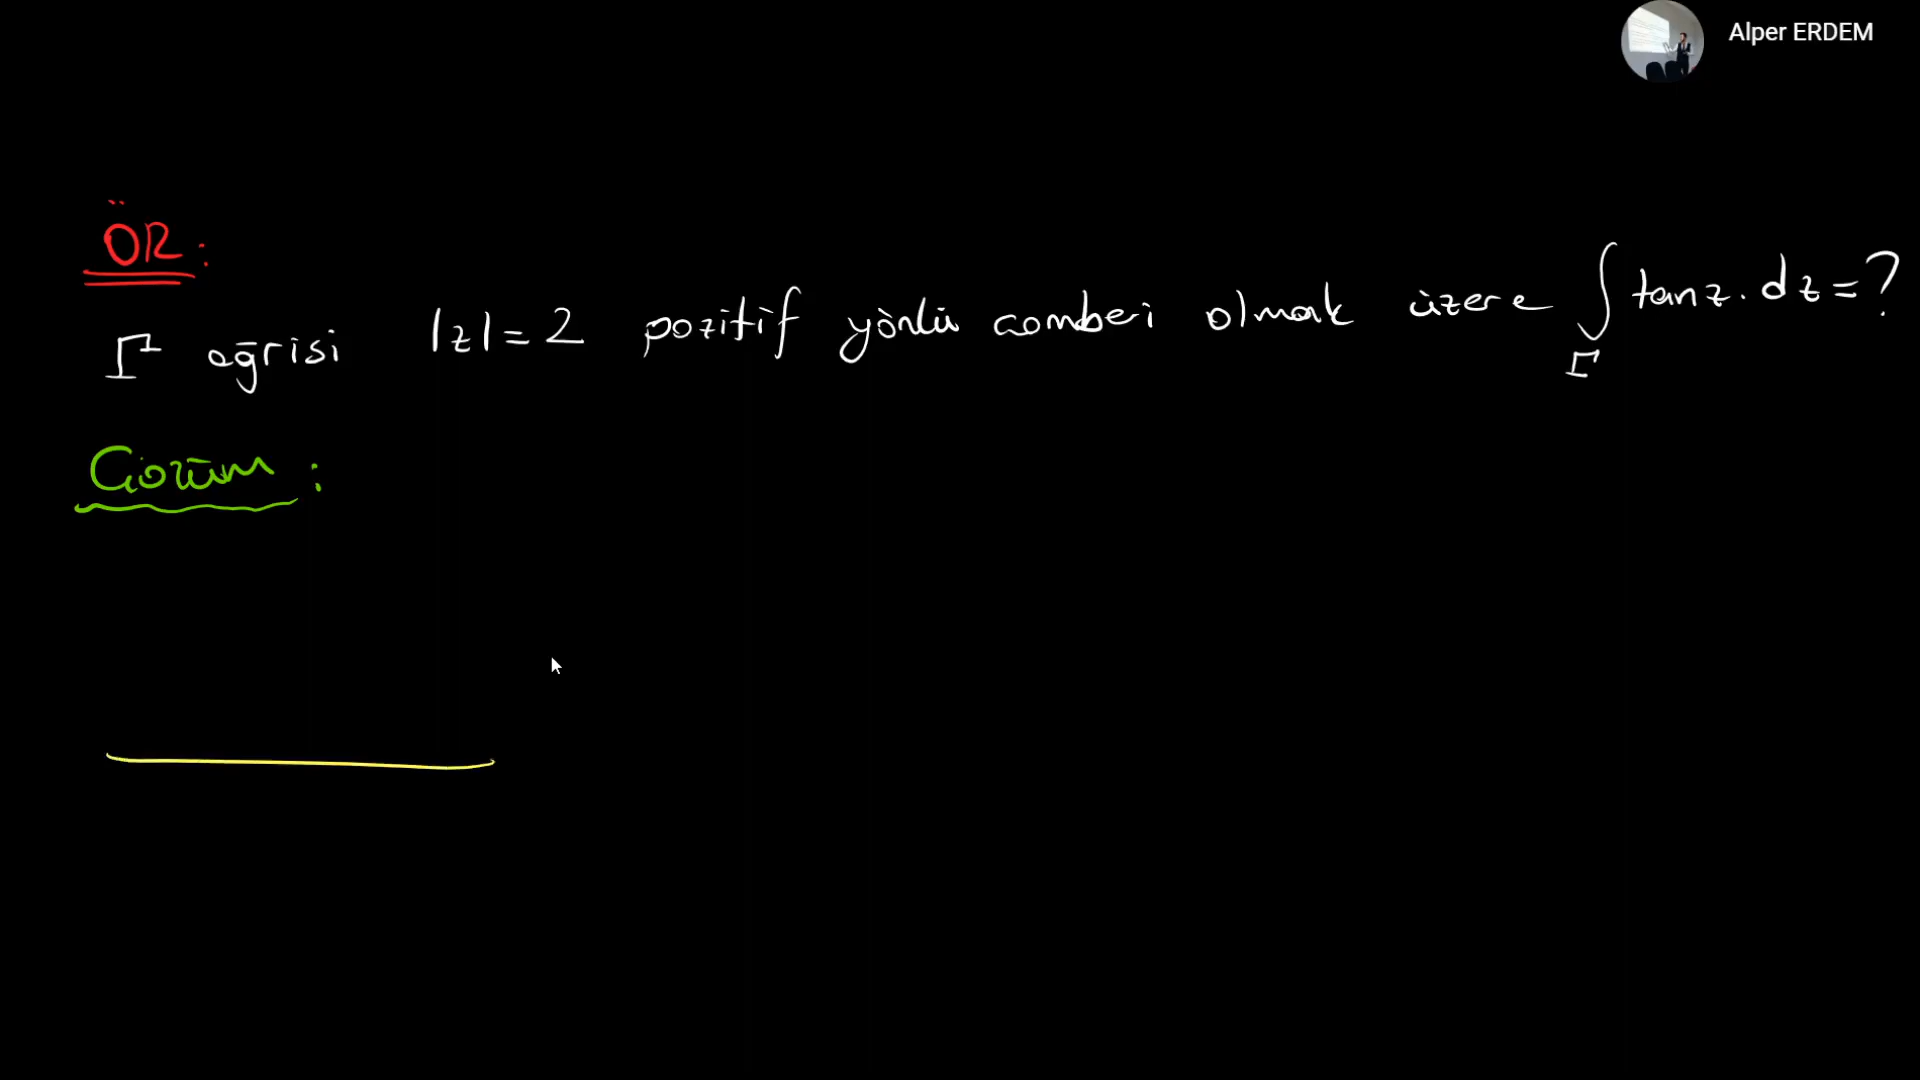 Alper ERDEM
ÖR:
Γ eğrisi |z|=2 pozitif yönlü çemberi olmak üzere ∫_Γ tanz.dz=?
Çözüm: